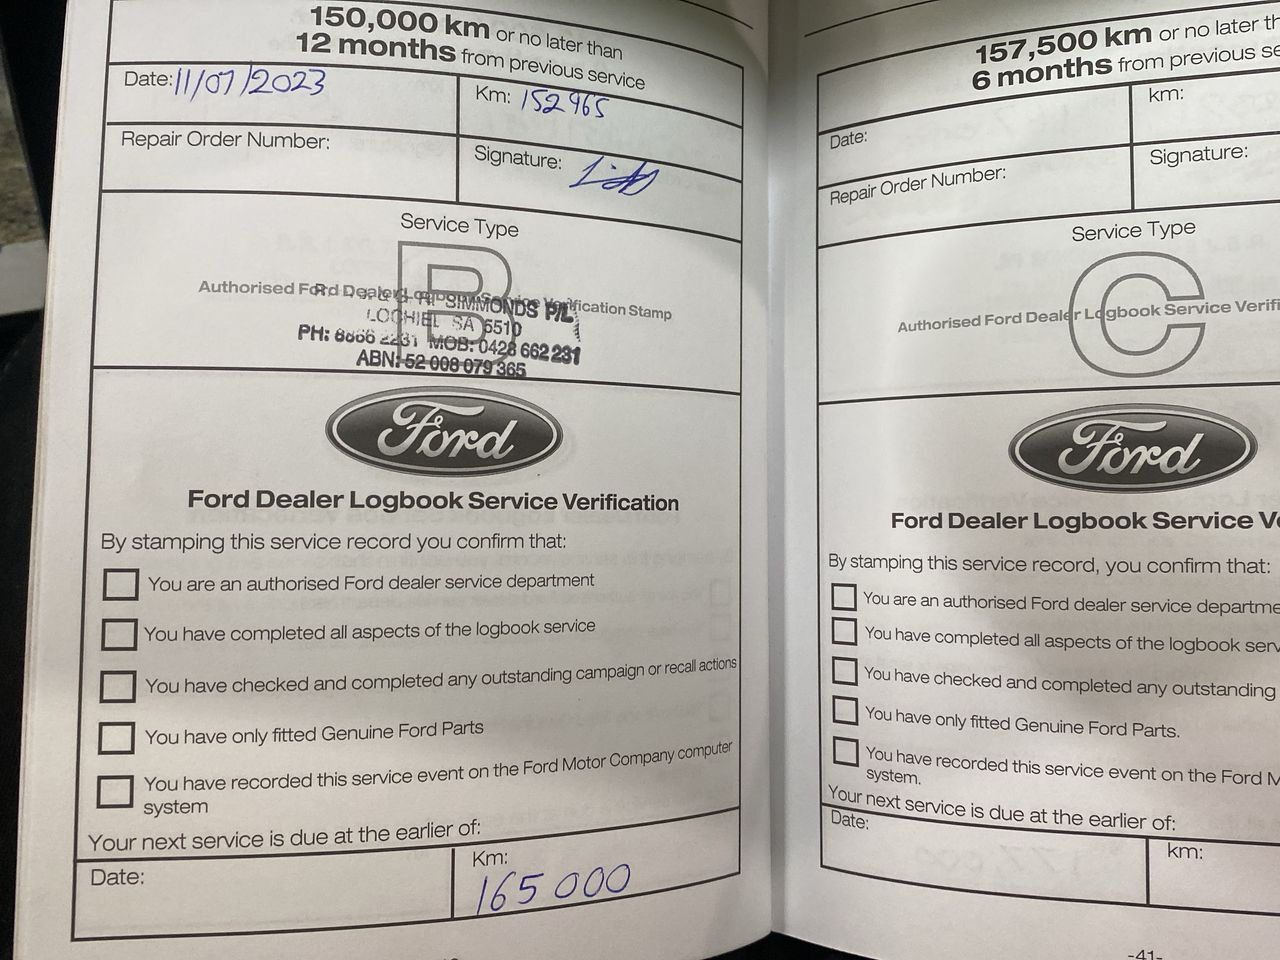 150,000 km or no later than
12 months from previous service
Date: 11/07/2023
Km: 152965
Repair Order Number:
Signature:
Service Type
B
Authorised Ford Dealer Logbook Service Verification Stamp
SIMMONDS P/L
LOCHIEL SA 5510
PH: 8866 2231 MOB: 0428 662 231
ABN: 52 008 079 365
Ford
Ford Dealer Logbook Service Verification
By stamping this service record you confirm that:
You are an authorised Ford dealer service department
You have completed all aspects of the logbook service
You have checked and completed any outstanding campaign or recall actions
You have only fitted Genuine Ford Parts
You have recorded this service event on the Ford Motor Company computer
system
Your next service is due at the earlier of:
Date:
Km:
165 000
157,500 km or no later
6 months from previous
Date:
km:
Repair Order Number:
Signature:
Service Type
C
Authorised Ford Dealer Logbook Service
Ford
Ford Dealer Logbook Service
By stamping this service record, you confirm that:
You are an authorised Ford dealer service
You have completed all aspects of the logbook
You have checked and completed any outstanding
You have only fitted Genuine Ford Parts.
You have recorded this service event on the Ford
system.
Your next service is due at the earlier of:
Date:
km:
-41-